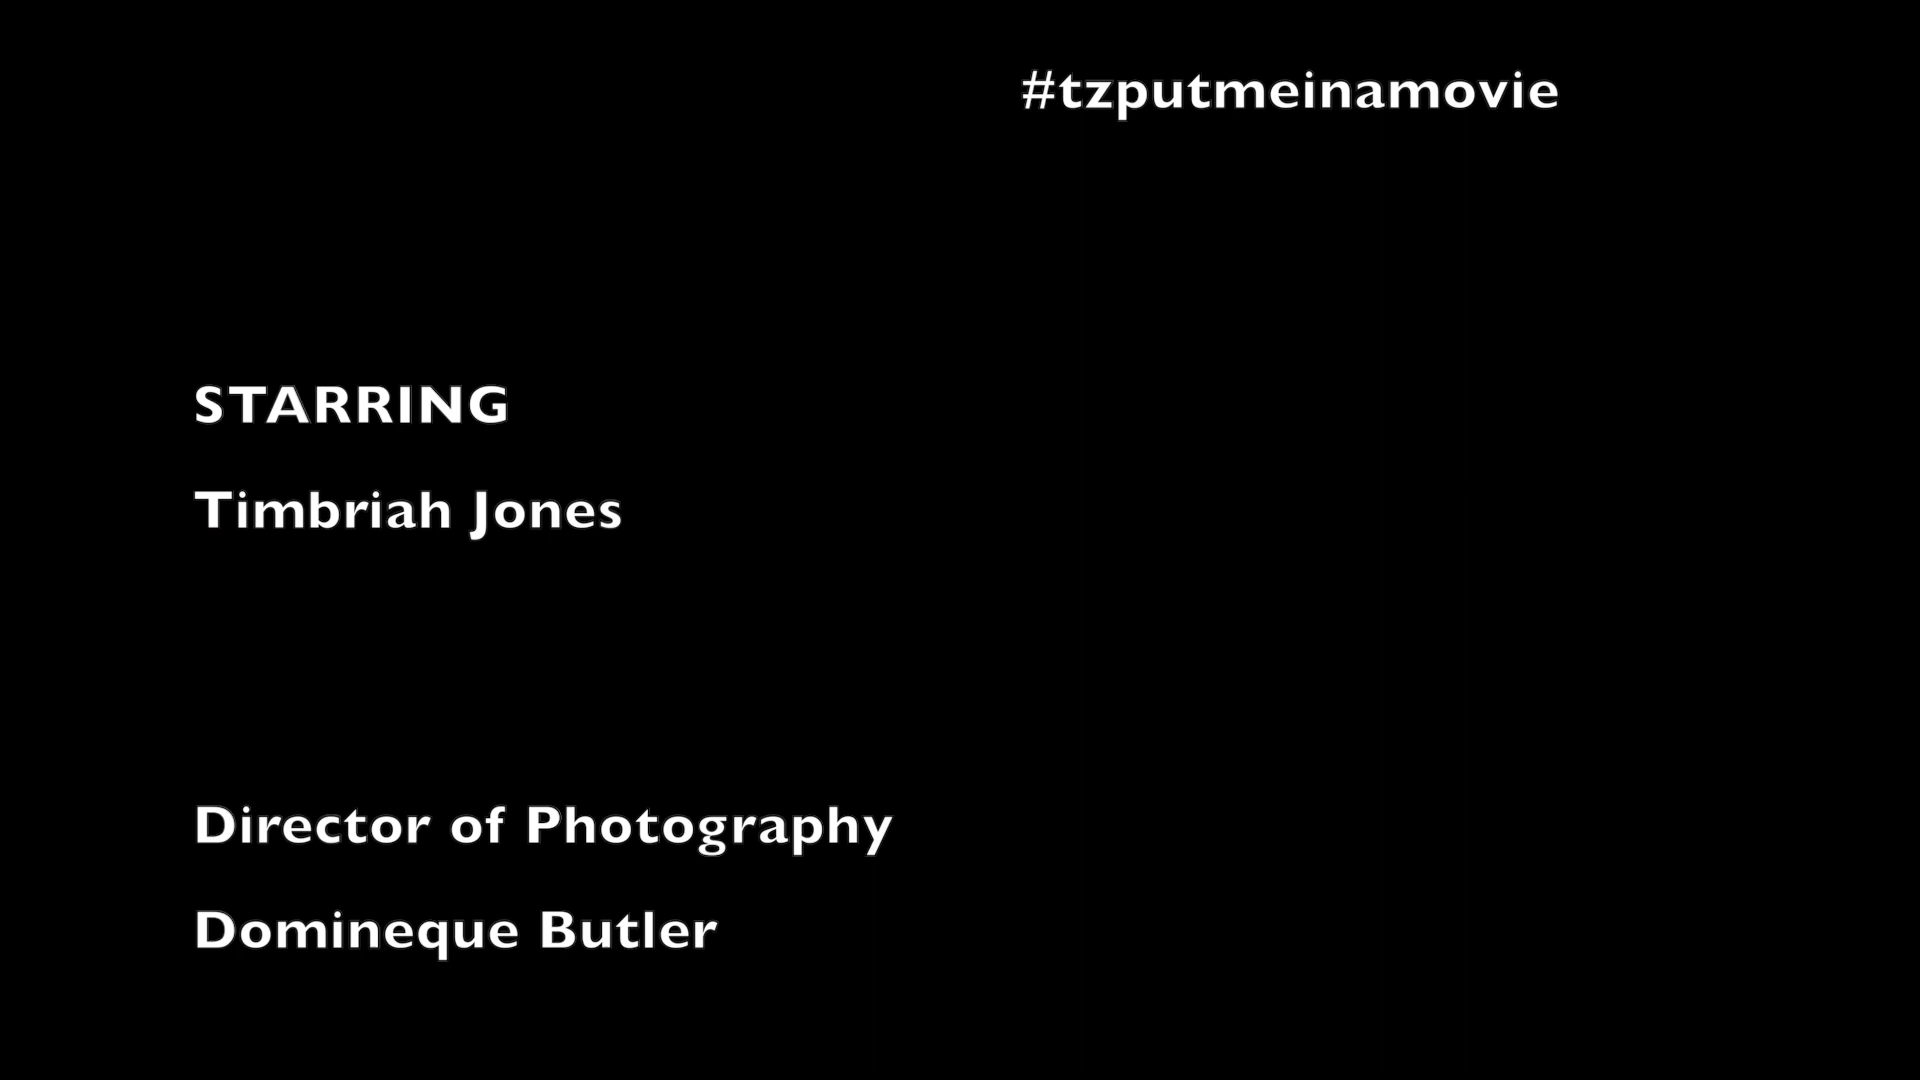 #tzputmeinamovie
STARRING
Timbriah Jones
Director of Photography
Domineque Butler